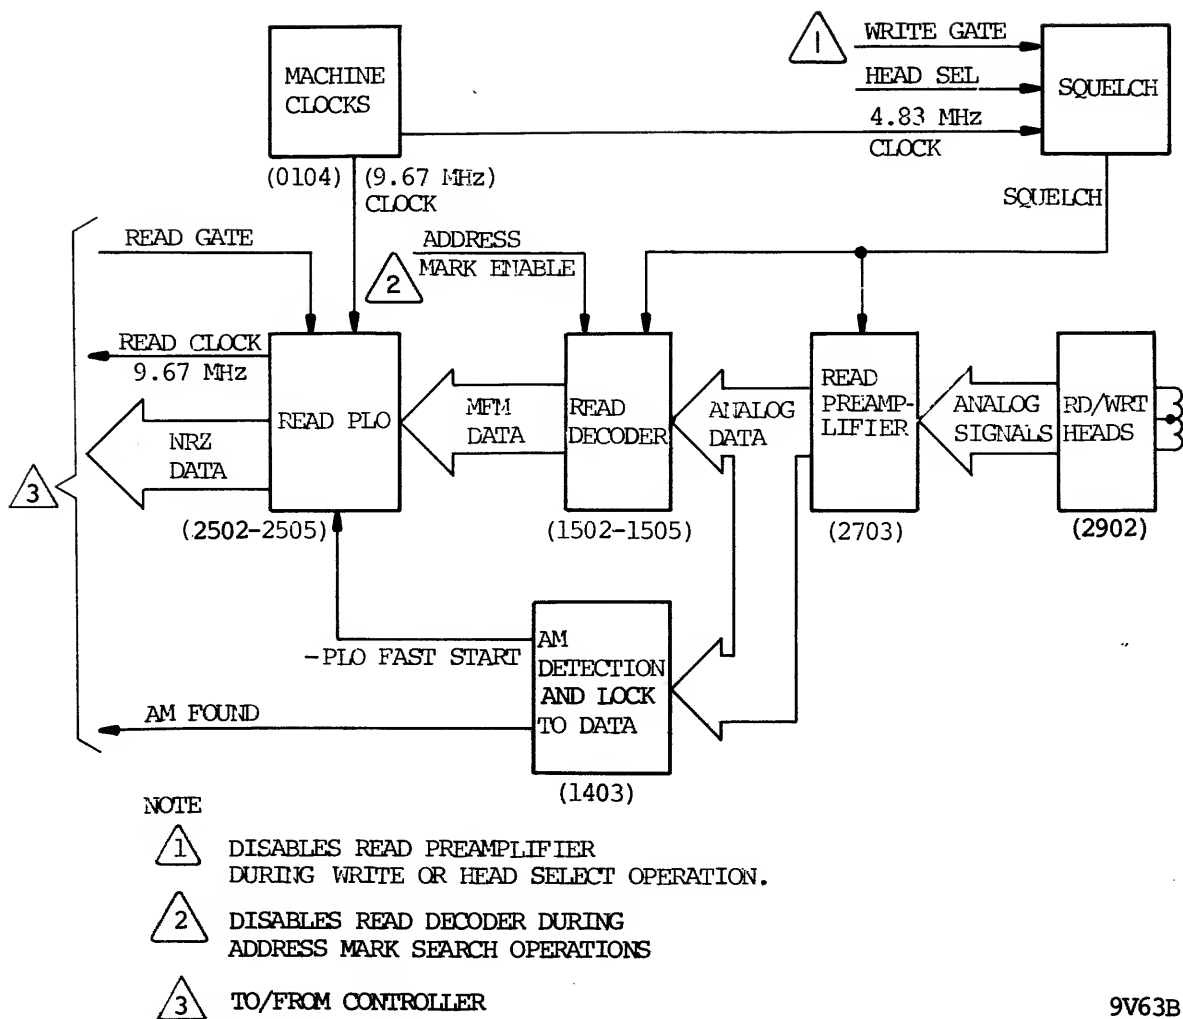 1
WRITE GATE
MACHINE
CLOCKS
HEAD SEL
SQUELCH
4.83 MHz
CLOCK
(0104)
(9.67 MHz)
CLOCK
SQUELCH
READ GATE
ADDRESS
MARK ENABLE
2
READ CLOCK
9.67 MHz
READ PLO
MFM
DATA
READ
DECODER
ANALOG
DATA
READ
PREAMP-
LIFIER
ANALOG
SIGNALS
RD/WRT
HEADS
NRZ
DATA
3
(2502-2505)
(1502-1505)
(2703)
(2902)
-PLO FAST START
AM
DETECTION
AND LOCK
TO DATA
AM FOUND
(1403)
NOTE
1 DISABLES READ PREAMPLIFIER
DURING WRITE OR HEAD SELECT OPERATION.
2 DISABLES READ DECODER DURING
ADDRESS MARK SEARCH OPERATIONS
3 TO/FROM CONTROLLER
9V63B